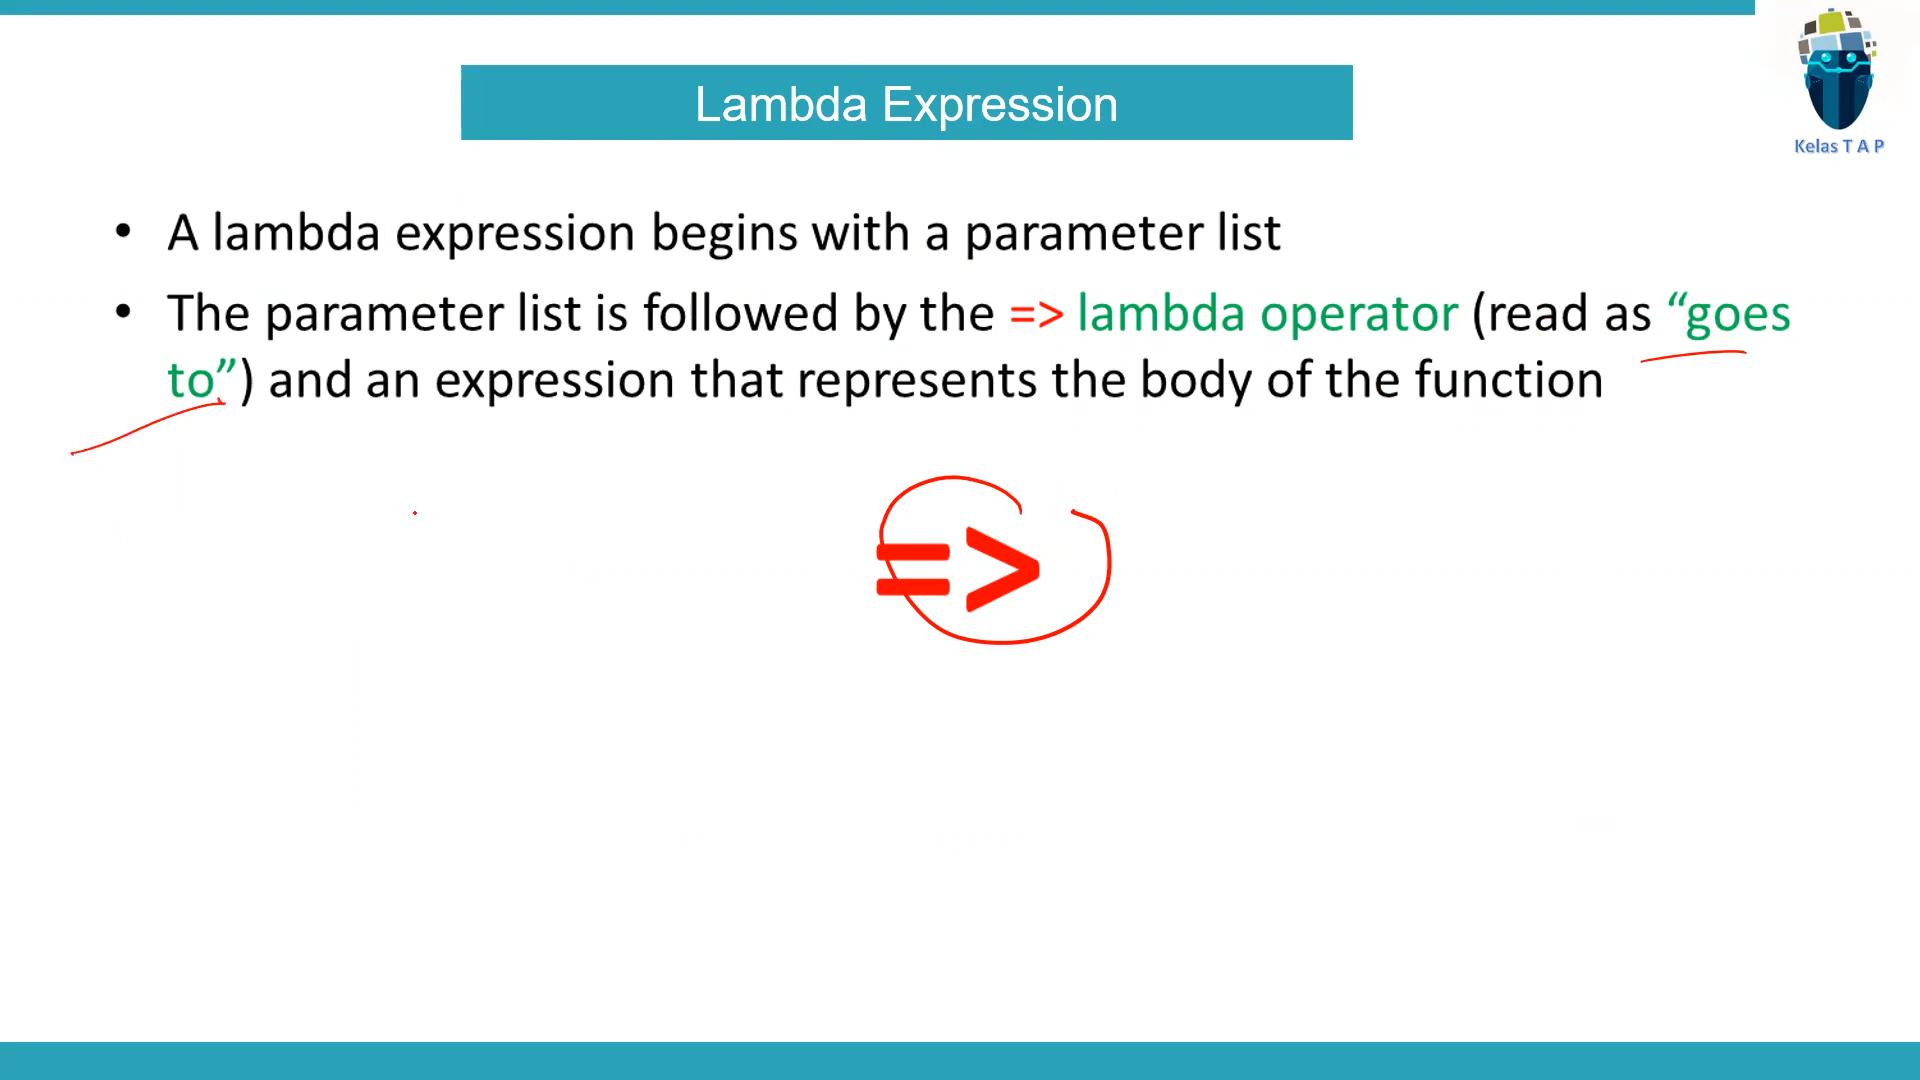 Lambda Expression
Kelas T A P
• A lambda expression begins with a parameter list
• The parameter list is followed by the => lambda operator (read as “goes
to”) and an expression that represents the body of the function
=>